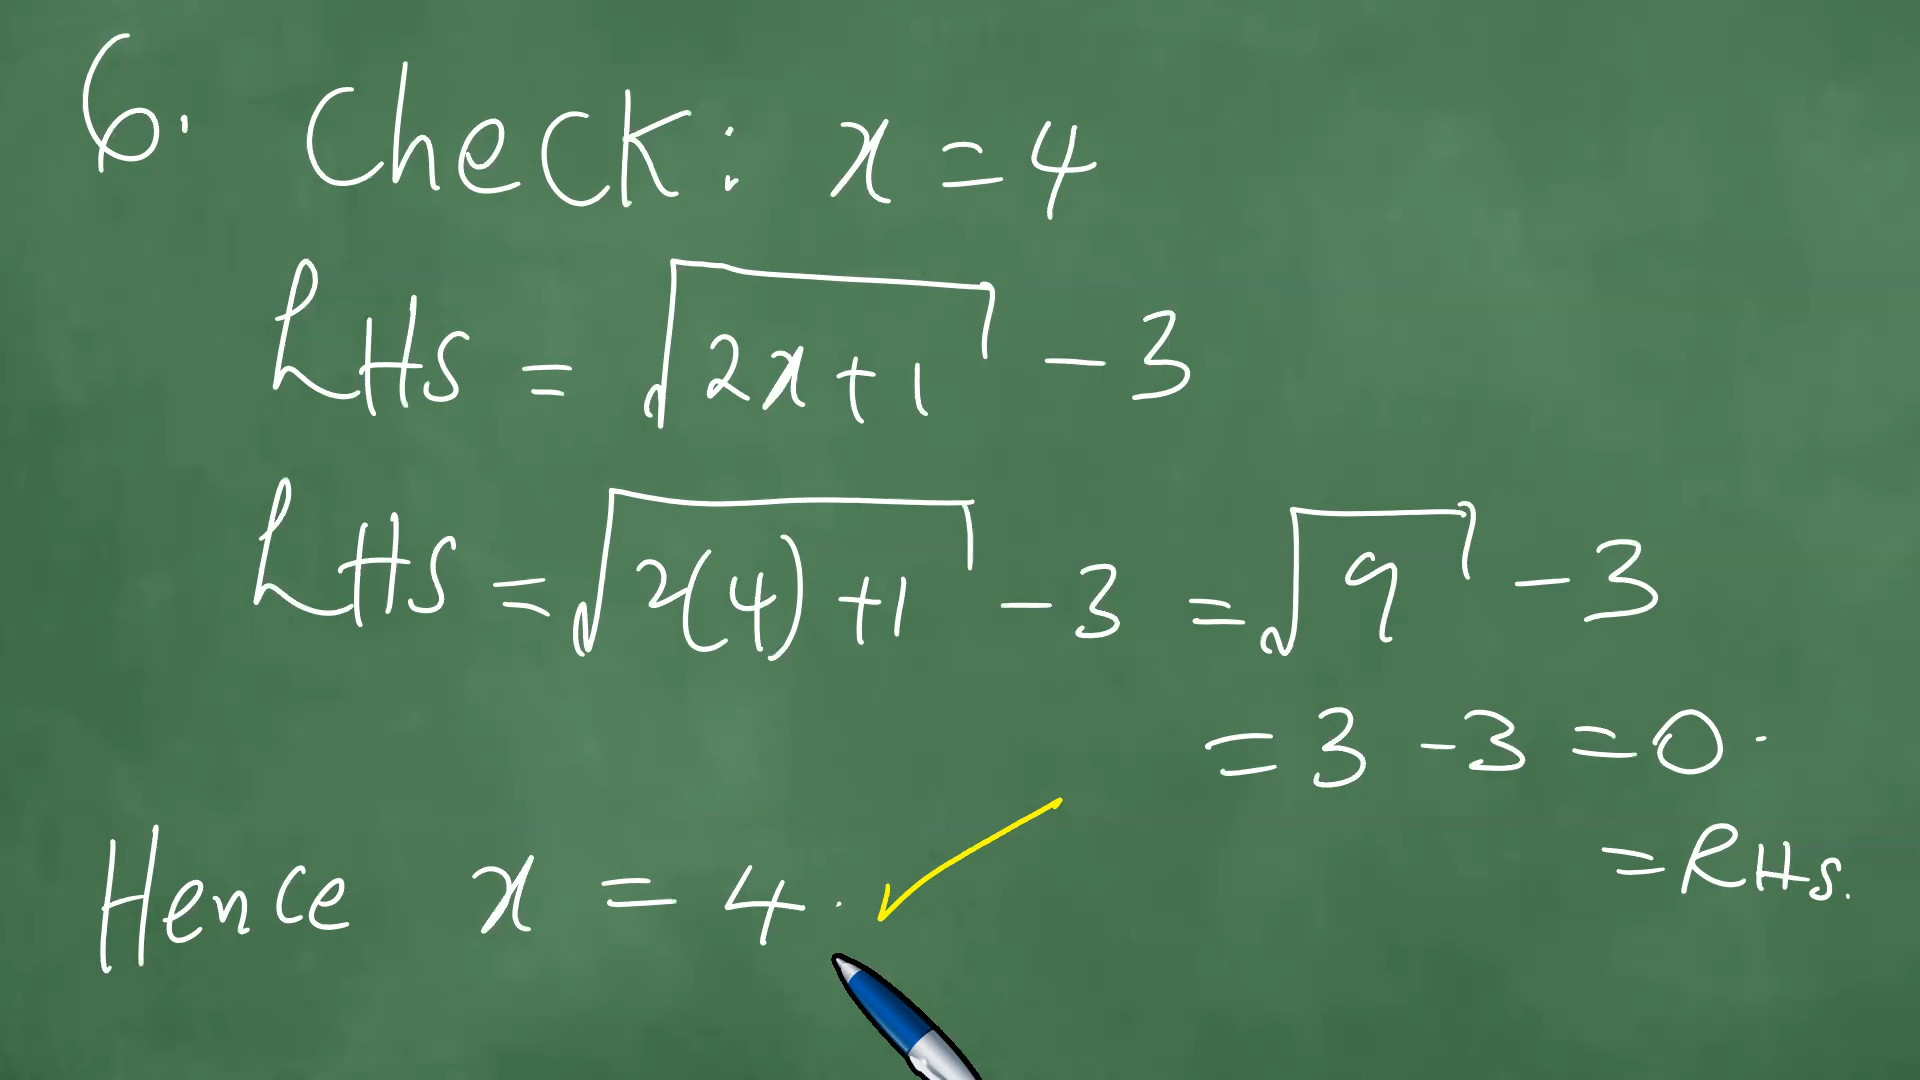 6. Check: x = 4
LHS = √(2x+1) - 3
LHS = √(2(4)+1) - 3 = √9 - 3
= 3 - 3 = 0.
= RHS.
Hence x = 4.